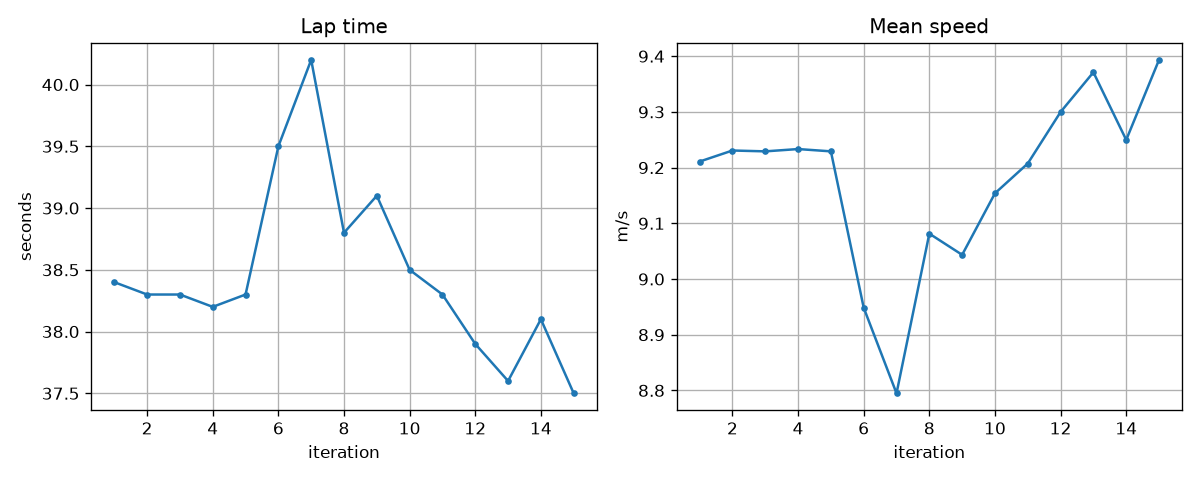 Lap time
40.0
39.5
39.0
38.5
38.0
37.5
seconds
2 4 6 8 10 12 14
iteration
Mean speed
9.4
9.3
9.2
9.1
9.0
8.9
8.8
m/s
2 4 6 8 10 12 14
iteration